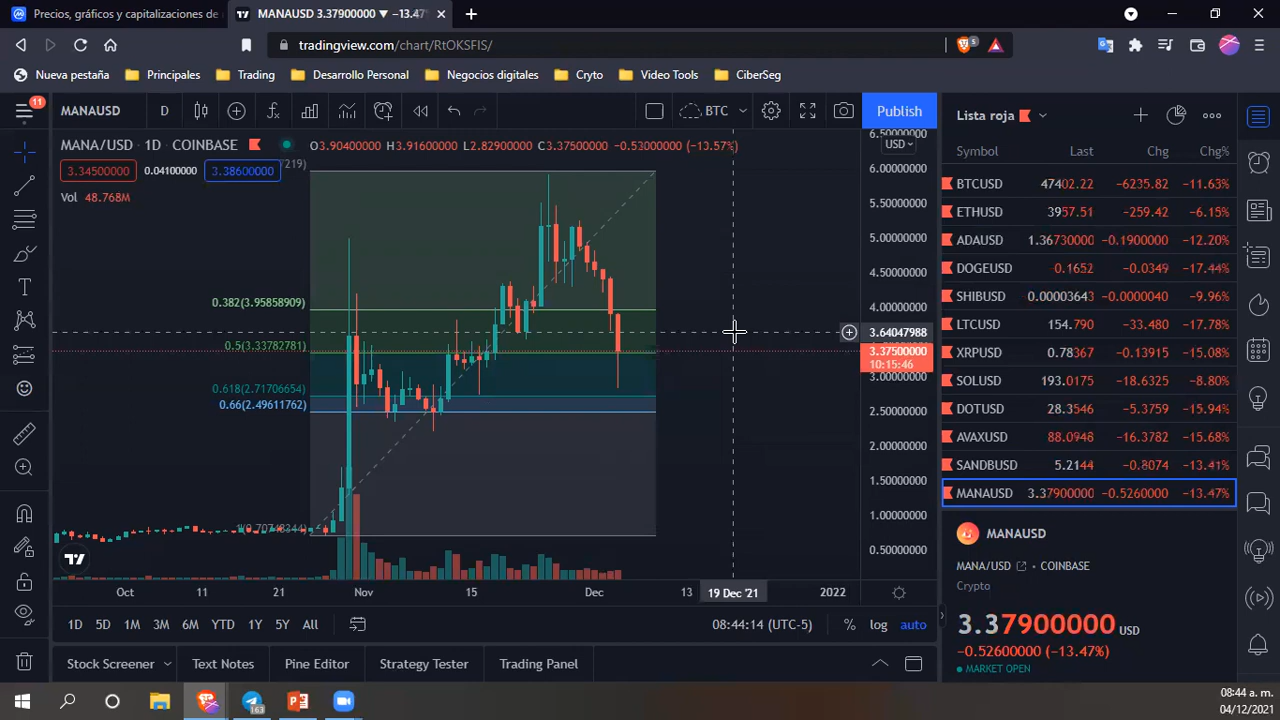 Precios, gráficos y capitalizaciones de
MANAUSD 3.37900000 ▼ −13.47%
tradingview.com/chart/RtOKSFIS/
5
Nueva pestaña
Principales
Trading
Desarrollo Personal
Negocios digitales
Cryto
Video Tools
CiberSeg
11
MANAUSD
D
BTC
Publish
Lista roja
MANA/USD · 1D · COINBASE
O3.90400000 H3.91600000 L2.82900000 C3.37500000 −0.53000000 (−13.57%)
3.34500000
0.04100000
3.38600000
7219)
Vol 48.768M
6.50000000
USD
6.00000000
5.50000000
5.00000000
4.50000000
4.00000000
3.64047988
3.37500000
10:15:46
3.00000000
2.50000000
2.00000000
1.50000000
1.00000000
0.50000000
0.382(3.95858909)
0.5(3.33782781)
0.618(2.71706654)
0.66(2.49611762)
Oct
11
21
Nov
15
Dec
13
19 Dec '21
2022
1D
5D
1M
3M
6M
YTD
1Y
5Y
All
08:44:14 (UTC-5)
%
log
auto
Stock Screener
Text Notes
Pine Editor
Strategy Tester
Trading Panel
Symbol Last Chg Chg%
BTCUSD 47402.22 −6235.82 −11.63%
ETHUSD 3957.51 −259.42 −6.15%
ADAUSD 1.36730000 −0.1900000 −12.20%
DOGEUSD 0.1652 −0.0349 −17.44%
SHIBUSD 0.00003643 −0.0000040 −9.96%
LTCUSD 154.790 −33.480 −17.78%
XRPUSD 0.78367 −0.13915 −15.08%
SOLUSD 193.0175 −18.6325 −8.80%
DOTUSD 28.3546 −5.3759 −15.94%
AVAXUSD 88.0948 −16.3782 −15.68%
SANDBUSD 5.2144 −0.8074 −13.41%
MANAUSD 3.37900000 −0.5260000 −13.47%
MANAUSD
MANA/USD • COINBASE
Crypto
3.37900000 USD
−0.52600000 (−13.47%)
MARKET OPEN
163
08:44 a. m.
04/12/2021